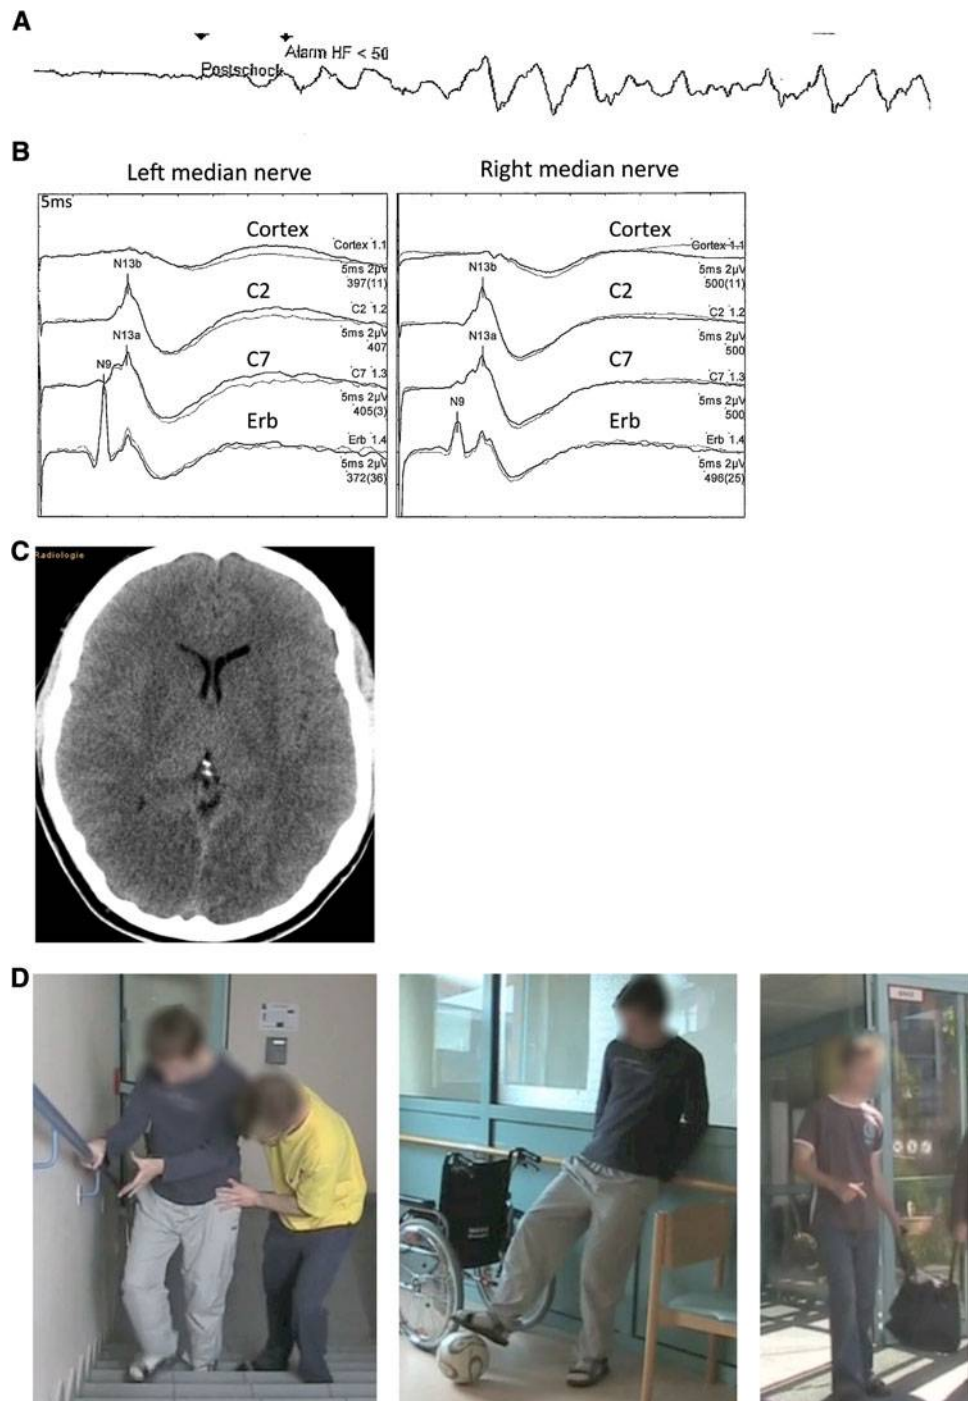 A
Alarm HF < 50
Postschock
B
Left median nerve
Right median nerve
5ms
Cortex
Cortex 1.1
5ms 2µV
397(11)
N13b
C2
C2 1.2
5ms 2µV
407
N13a
C7
C7 1.3
5ms 2µV
405(3)
N9
Erb
Erb 1.4
5ms 2µV
372(36)
Cortex
Cortex 1.1
5ms 2µV
500(11)
N13b
C2
C2 1.2
5ms 2µV
500
N13a
C7
C7 1.3
5ms 2µV
500
N9
Erb
Erb 1.4
5ms 2µV
496(25)
C
Radiologie
D